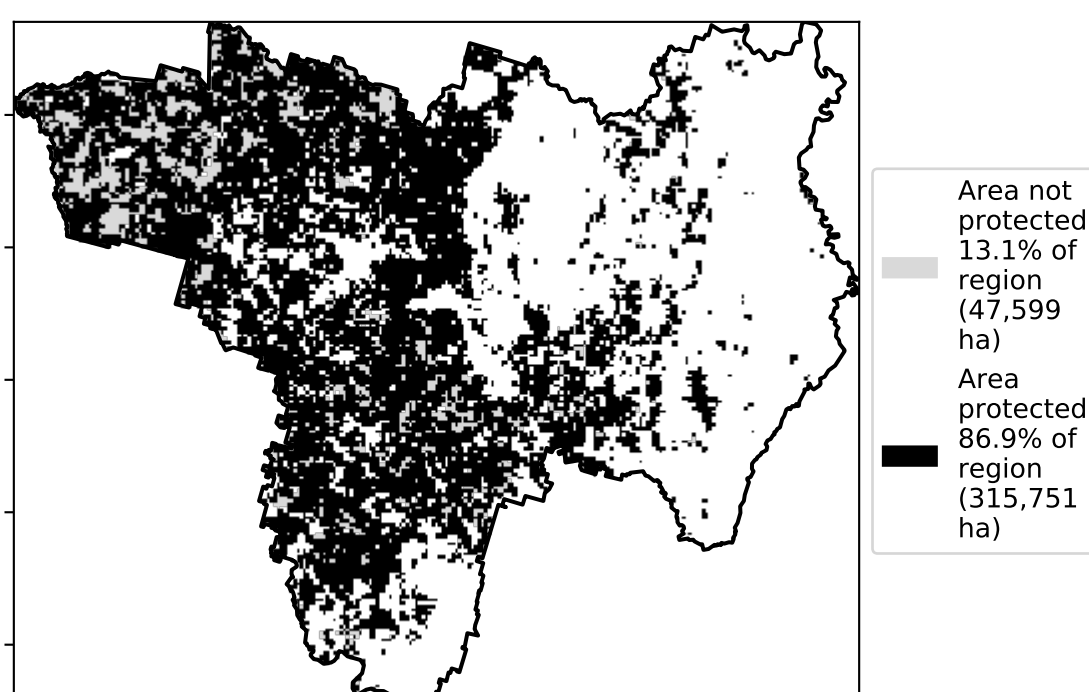 Area not
protected
13.1% of
region
(47,599
ha)
Area
protected
86.9% of
region
(315,751
ha)